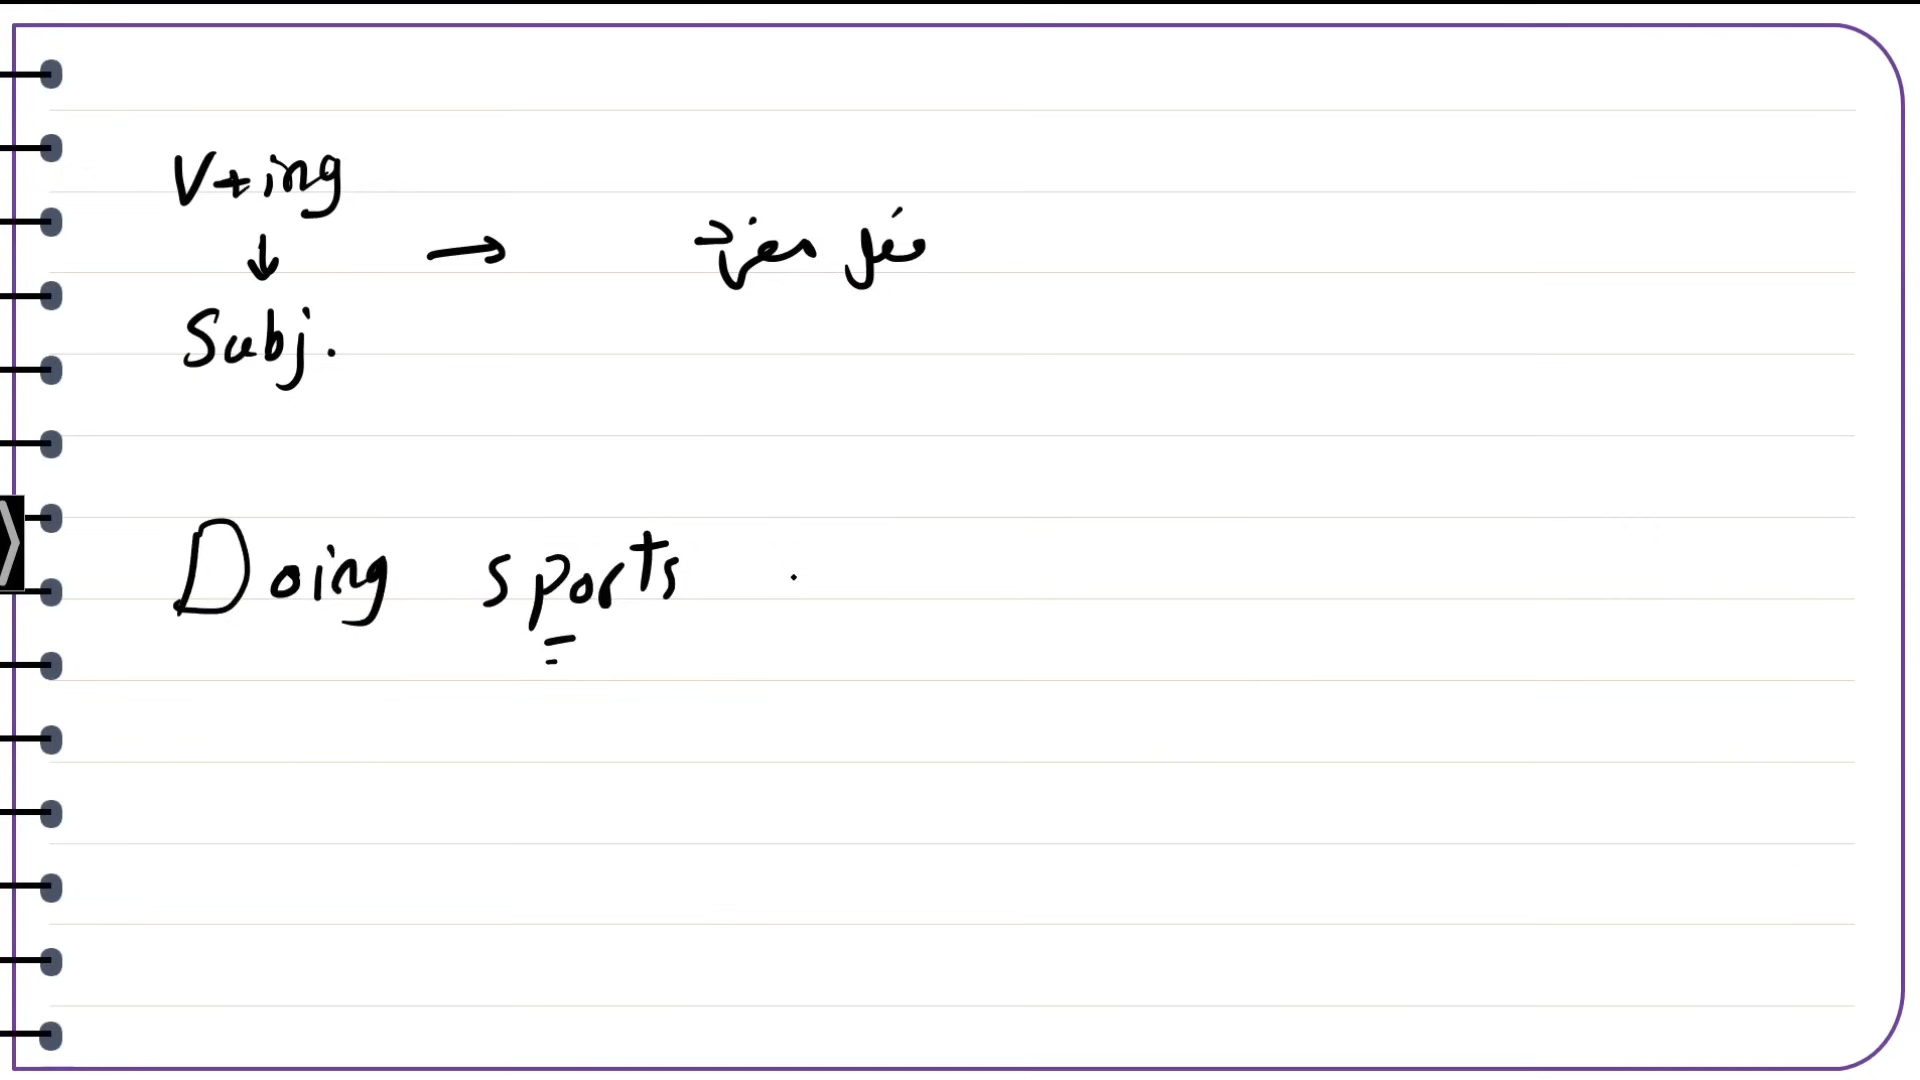 V+ing
↓ → فعل مفرد
Subj.
Doing sports